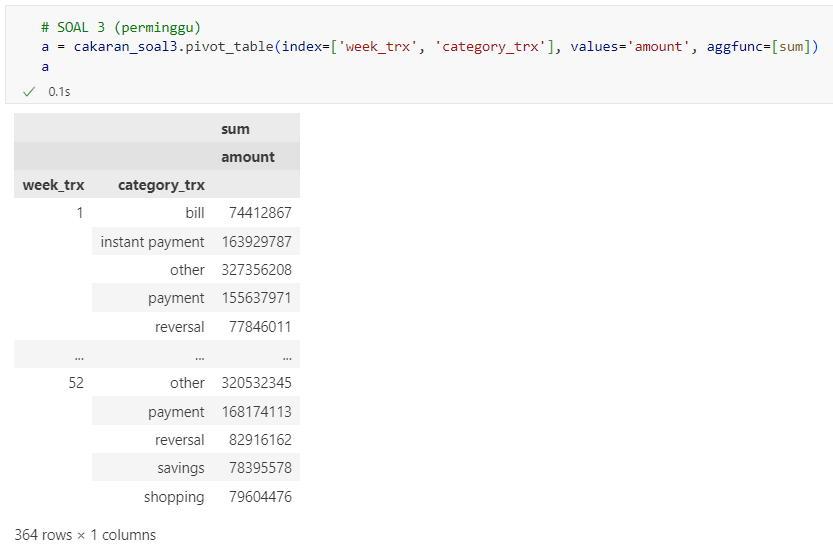 # SOAL 3 (perminggu)
a = cakaran_soal3.pivot_table(index=['week_trx', 'category_trx'], values='amount', aggfunc=[sum])
a
✓ 0.1s
sum
amount
week_trx category_trx
1 bill 74412867
instant payment 163929787
other 327356208
payment 155637971
reversal 77846011
... ... ...
52 other 320532345
payment 168174113
reversal 82916162
savings 78395578
shopping 79604476
364 rows × 1 columns